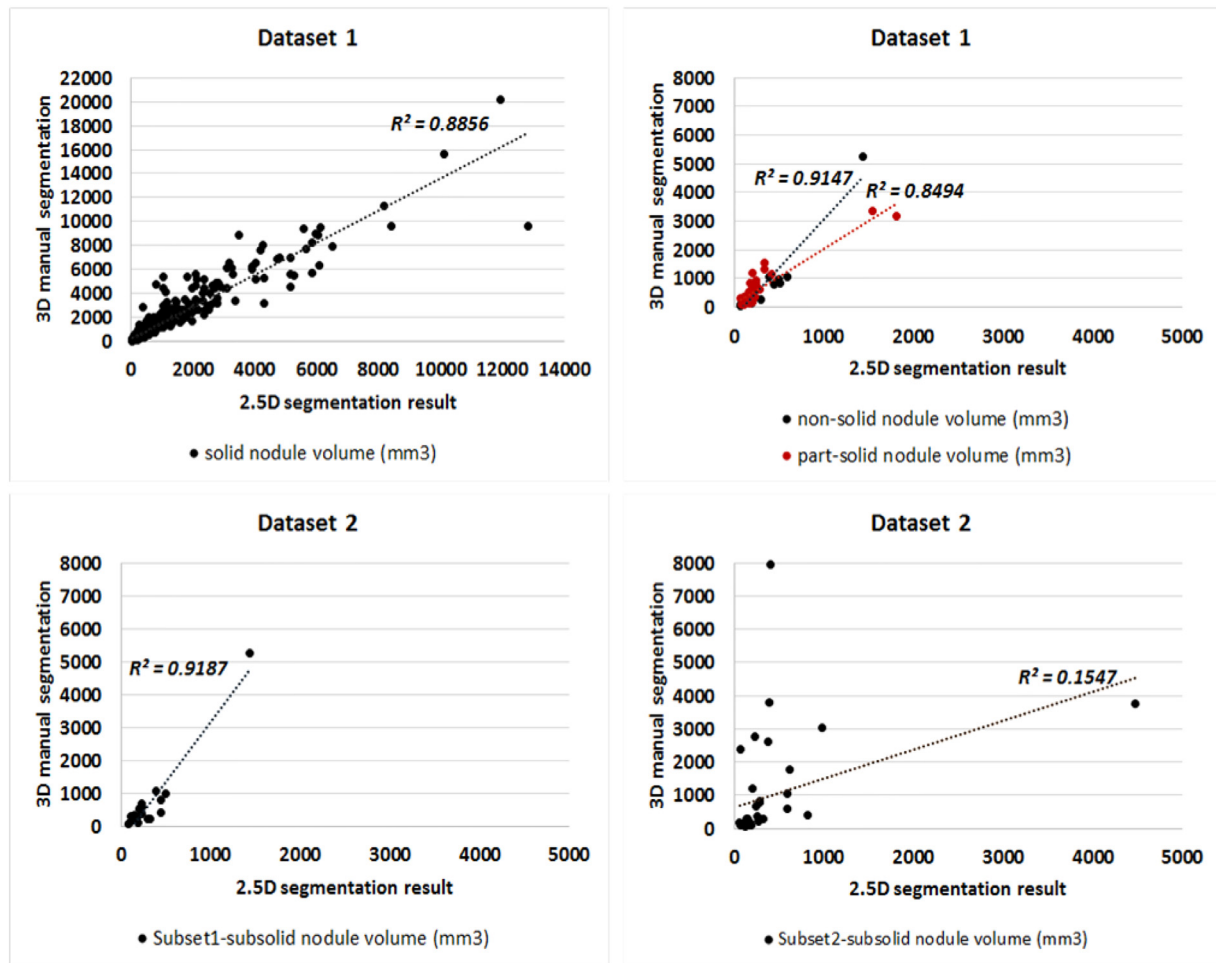 Dataset 1
22000
20000
18000
16000
14000
12000
10000
8000
6000
4000
2000
0
3D manual segmentation
R² = 0.8856
0 2000 4000 6000 8000 10000 12000 14000
2.5D segmentation result
solid nodule volume (mm3)
Dataset 1
8000
7000
6000
5000
4000
3000
2000
1000
0
3D manual segmentation
R² = 0.9147
R² = 0.8494
0 1000 2000 3000 4000 5000
2.5D segmentation result
non-solid nodule volume (mm3)
part-solid nodule volume (mm3)
Dataset 2
8000
7000
6000
5000
4000
3000
2000
1000
0
3D manual segmentation
R² = 0.9187
0 1000 2000 3000 4000 5000
2.5D segmentation result
Subset1-subsolid nodule volume (mm3)
Dataset 2
8000
7000
6000
5000
4000
3000
2000
1000
0
3D manual segmentation
R² = 0.1547
0 1000 2000 3000 4000 5000
2.5D segmentation result
Subset2-subsolid nodule volume (mm3)